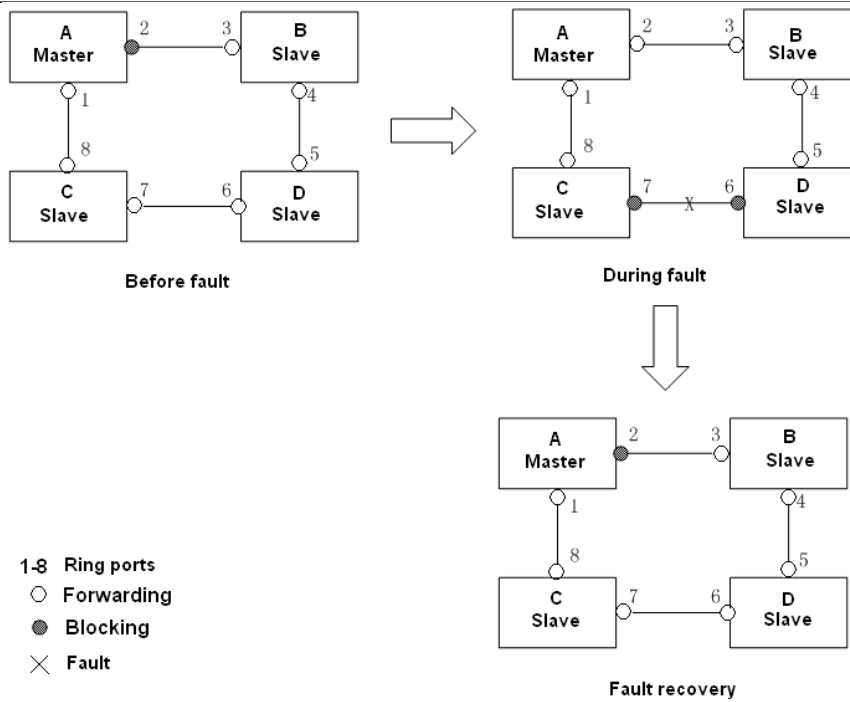 A
Master
2
3
B
Slave
1
4
8
5
C
Slave
7
6
D
Slave
Before fault
A
Master
2
3
B
Slave
1
4
8
5
C
Slave
7
X
6
D
Slave
During fault
A
Master
2
3
B
Slave
1
4
8
5
C
Slave
7
6
D
Slave
Fault recovery
1-8 Ring ports
Forwarding
Blocking
Fault